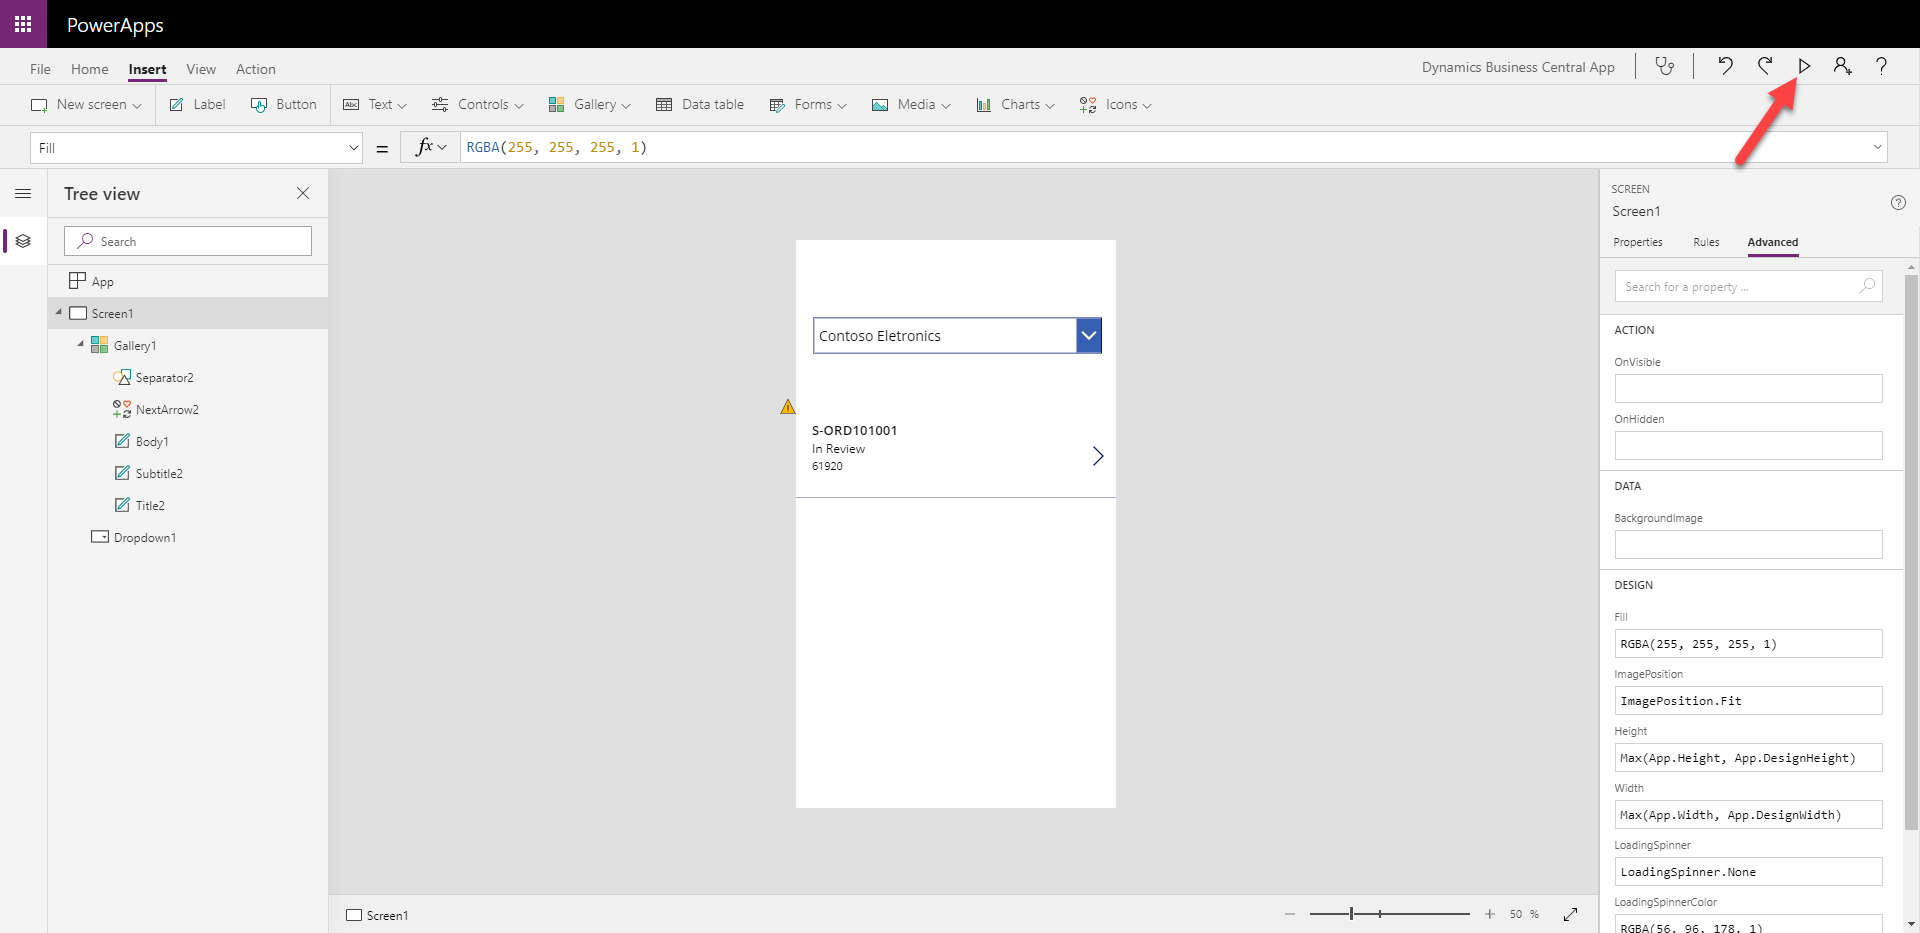 PowerApps
File Home Insert View Action
Dynamics Business Central App
New screen Label Button Text Controls Gallery Data table Forms Media Charts Icons
Fill = fx RGBA(255, 255, 255, 1)
Tree view
Search
App
Screen1
Gallery1
Separator2
NextArrow2
Body1
Subtitle2
Title2
Dropdown1
Contoso Eletronics
S-ORD101001
In Review
61920
Screen1
50 %
SCREEN
Screen1
Properties Rules Advanced
Search for a property ...
ACTION
OnVisible
OnHidden
DATA
BackgroundImage
DESIGN
Fill
RGBA(255, 255, 255, 1)
ImagePosition
ImagePosition.Fit
Height
Max(App.Height, App.DesignHeight)
Width
Max(App.Width, App.DesignWidth)
LoadingSpinner
LoadingSpinner.None
LoadingSpinnerColor
RGBA(56, 96, 178, 1)